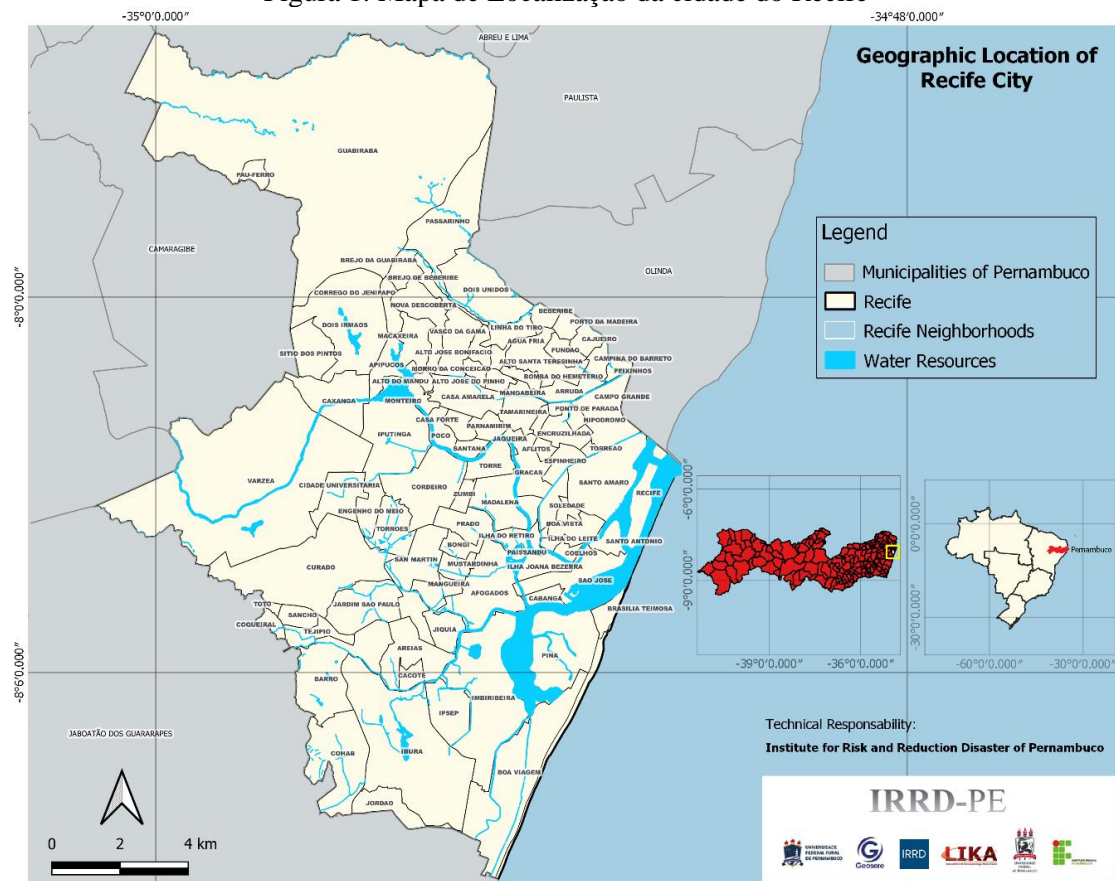 Figura 1: Mapa de Localização da cidade do Recife
-35°0'0.000"
-34°48'0.000"
Geographic Location of
Recife City
ABREU E LIMA
PAULISTA
GUABIRABA
PAU-FERRO
PASSARINHO
CAMARAGIBE
OLINDA
-8°0'0.000"
-8°6'0.000"
Legend
Municipalities of Pernambuco
Recife
Recife Neighborhoods
Water Resources
BREJO DA GUABIRABA
BREJO DE BEBERIBE
DOIS UNIDOS
CORREGO DO JENIPAPO
NOVA DESCOBERTA
BEBERIBE
PORTO DA MADEIRA
DOIS IRMAOS
MACAXEIRA
VASCO DA GAMA
LINHA DO TIRO
CAJUEIRO
AGUA FRIA
FUNDAO
SITIO DOS PINTOS
ALTO JOSE BONIFACIO
ALTO SANTA TERESINHA
CAMPINA DO BARRETO
APIPUCOS
MORRO DA CONCEICAO
BOMBA DO HEMETERIO
PEIXINHOS
ALTO DO MANDU
ALTO JOSE DO PINHO
MANGABEIRA
ARRUDA
CAXANGA
MONTEIRO
CASA AMARELA
CAMPO GRANDE
TAMARINEIRA
PONTO DE PARADA
HIPODROMO
CASA FORTE
PARNAMIRIM
ENCRUZILHADA
IPUTINGA
POCO
JAQUEIRA
SANTANA
AFLITOS
TORREAO
ESPINHEIRO
TORRE
GRACAS
VARZEA
CIDADE UNIVERSITARIA
CORDEIRO
ZUMBI
SANTO AMARO
RECIFE
MADALENA
SOLEDADE
ENGENHO DO MEIO
TORROES
PRADO
BOA VISTA
ILHA DO RETIRO
ILHA DO LEITE
SANTO ANTONIO
BONGI
PAISSANDU
COELHOS
CURADO
SAN MARTIN
MUSTARDINHA
ILHA JOANA BEZERRA
MANGUEIRA
SAO JOSE
AFOGADOS
CABANGA
BRASILIA TEIMOSA
TOTO
JARDIM SAO PAULO
SANCHO
COQUEIRAL
TEJIPIO
JIQUIA
AREIAS
PINA
BARRO
CACOTE
IMBIRIBEIRA
IPSEP
JABOATÃO DOS GUARARAPES
COHAB
IBURA
BOA VIAGEM
JORDAO
0 2 4 km
-6°0'0.000"
-9°0'0.000"
-39°0'0.000"
-36°0'0.000"
Pernambuco
0°0'0.000"
-30°0'0.000"
-60°0'0.000"
-30°0'0.000"
Technical Responsability:
Institute for Risk and Reduction Disaster of Pernambuco
IRRD-PE
UNIVERSIDADE
FEDERAL RURAL
DE PERNAMBUCO
Geosere
IRRD
LIKA
UNIVERSIDADE
FEDERAL
DE PERNAMBUCO